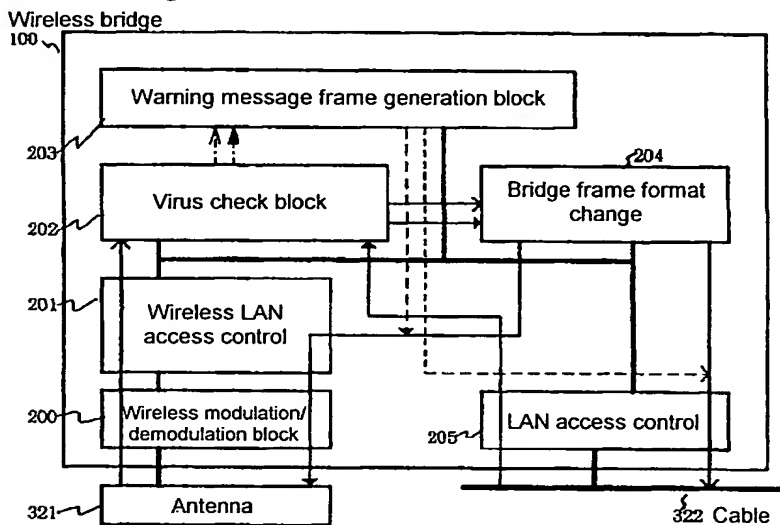 Wireless bridge
100
Warning message frame generation block
203
204
Virus check block
Bridge frame format
change
202
201
Wireless LAN
access control
200
Wireless modulation/
demodulation block
LAN access control
205
321
Antenna
322 Cable